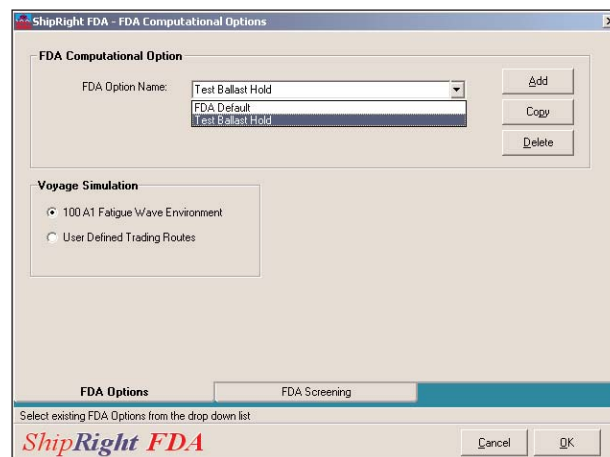 ShipRight FDA - FDA Computational Options
FDA Computational Option
FDA Option Name:
Test Ballast Hold
FDA Default
Test Ballast Hold
Add
Copy
Delete
Voyage Simulation
100 A1 Fatigue Wave Environment
User Defined Trading Routes
FDA Options
FDA Screening
Select existing FDA Options from the drop down list
ShipRight FDA
Cancel
OK